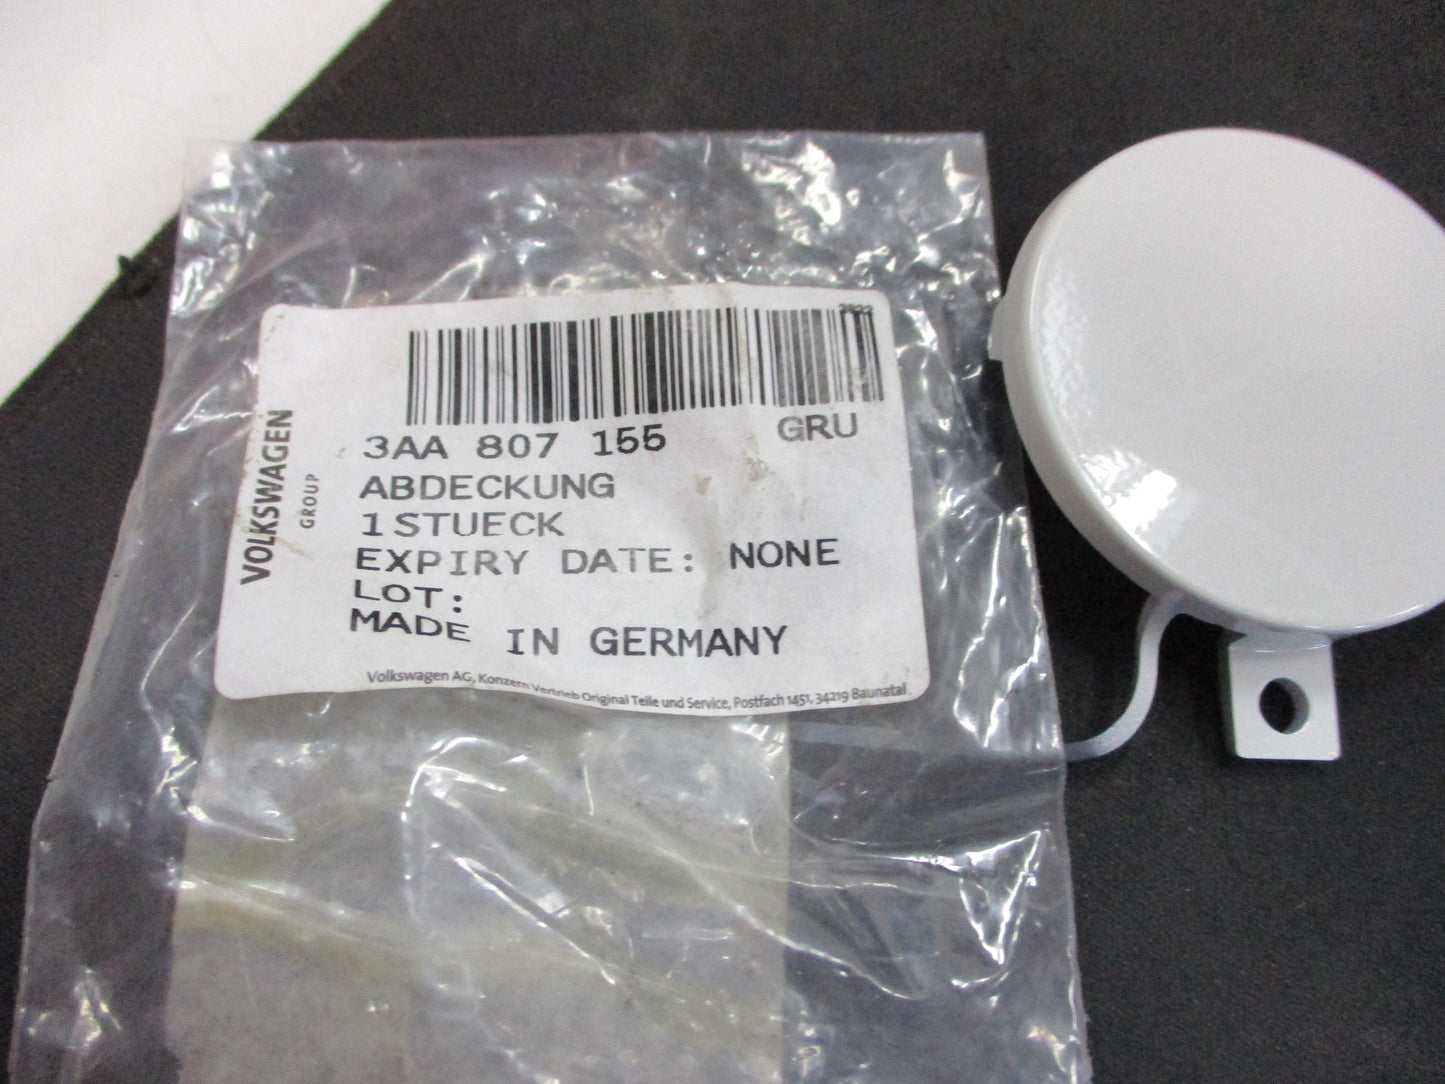 3AA 807 155 GRU
ABDECKUNG
1STUECK
EXPIRY DATE: NONE
LOT:
MADE IN GERMANY
VOLKSWAGEN
GROUP
Volkswagen AG, Konzern Vertrieb Original Teile und Service, Postfach 1451, 34219 Baunatal